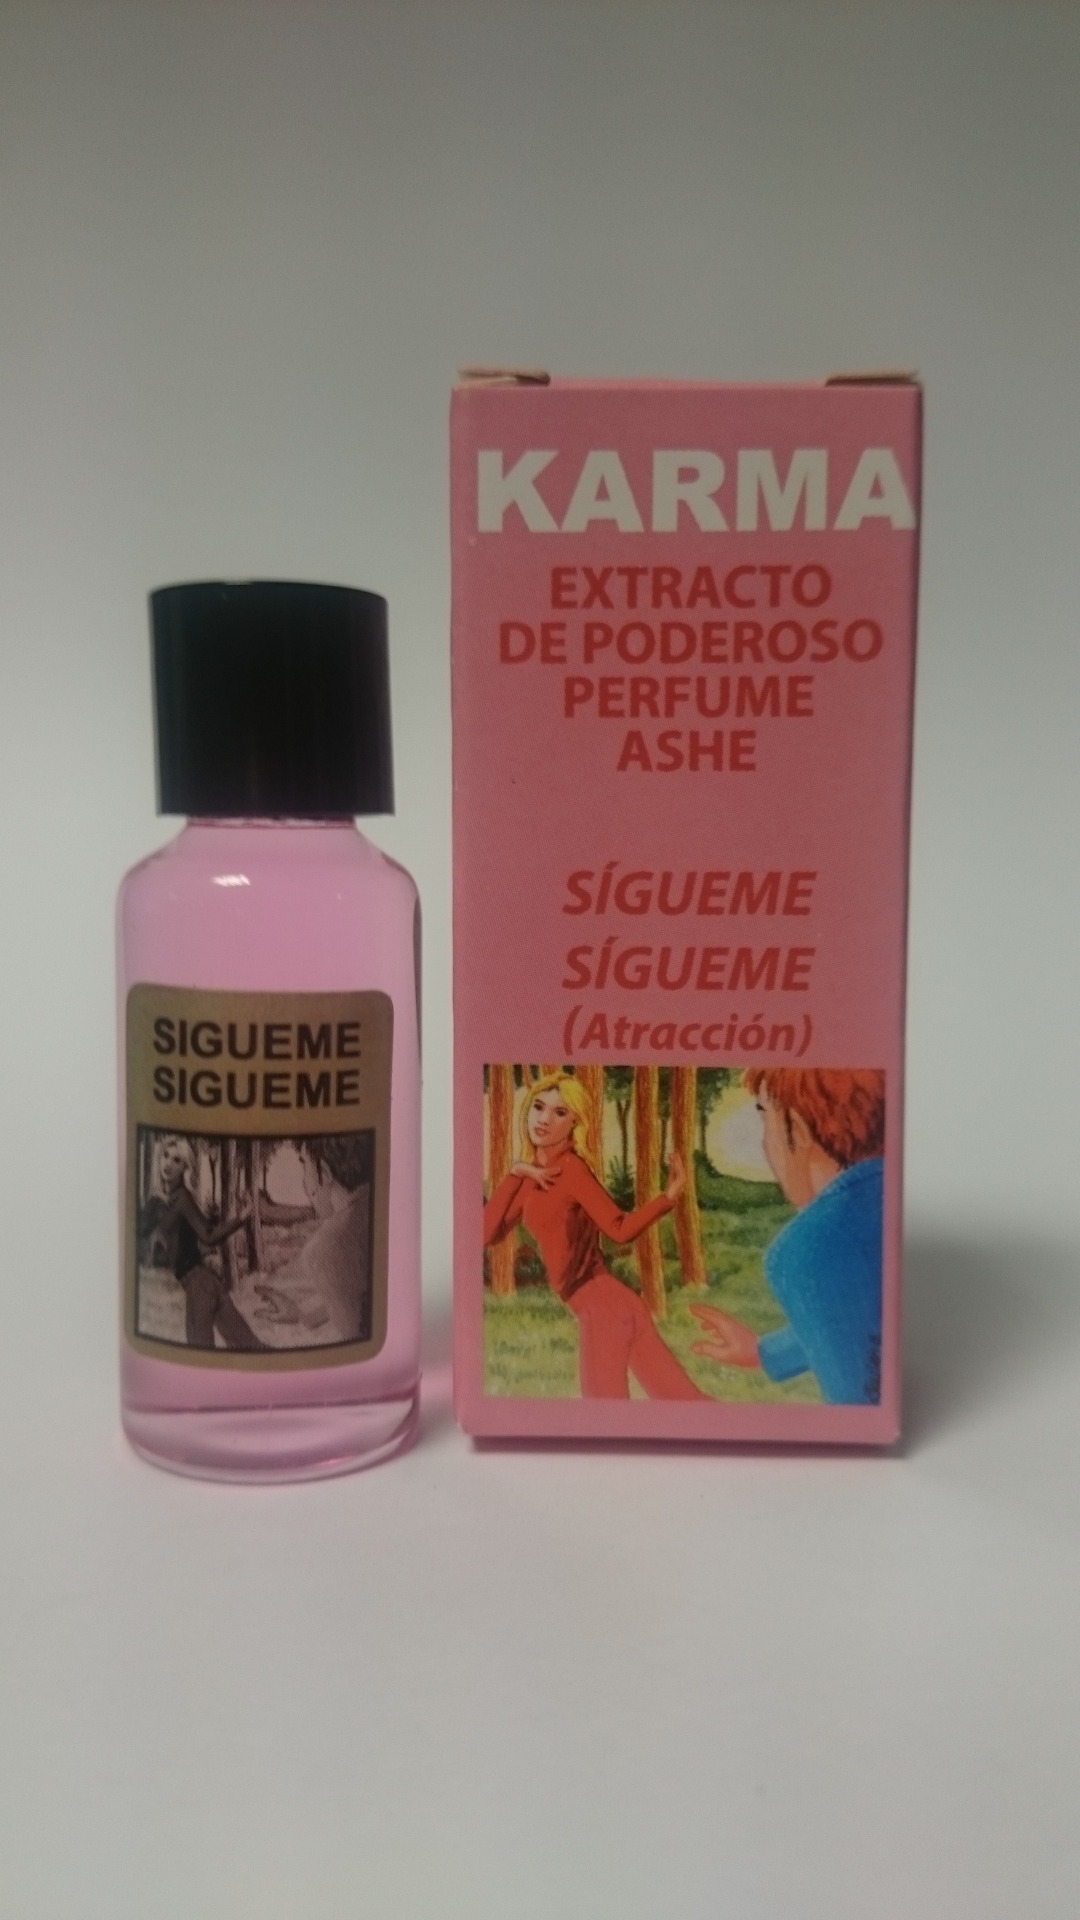 SIGUEME
SIGUEME
KARMA
EXTRACTO
DE PODEROSO
PERFUME
ASHE
SÍGUEME
SÍGUEME
(Atracción)